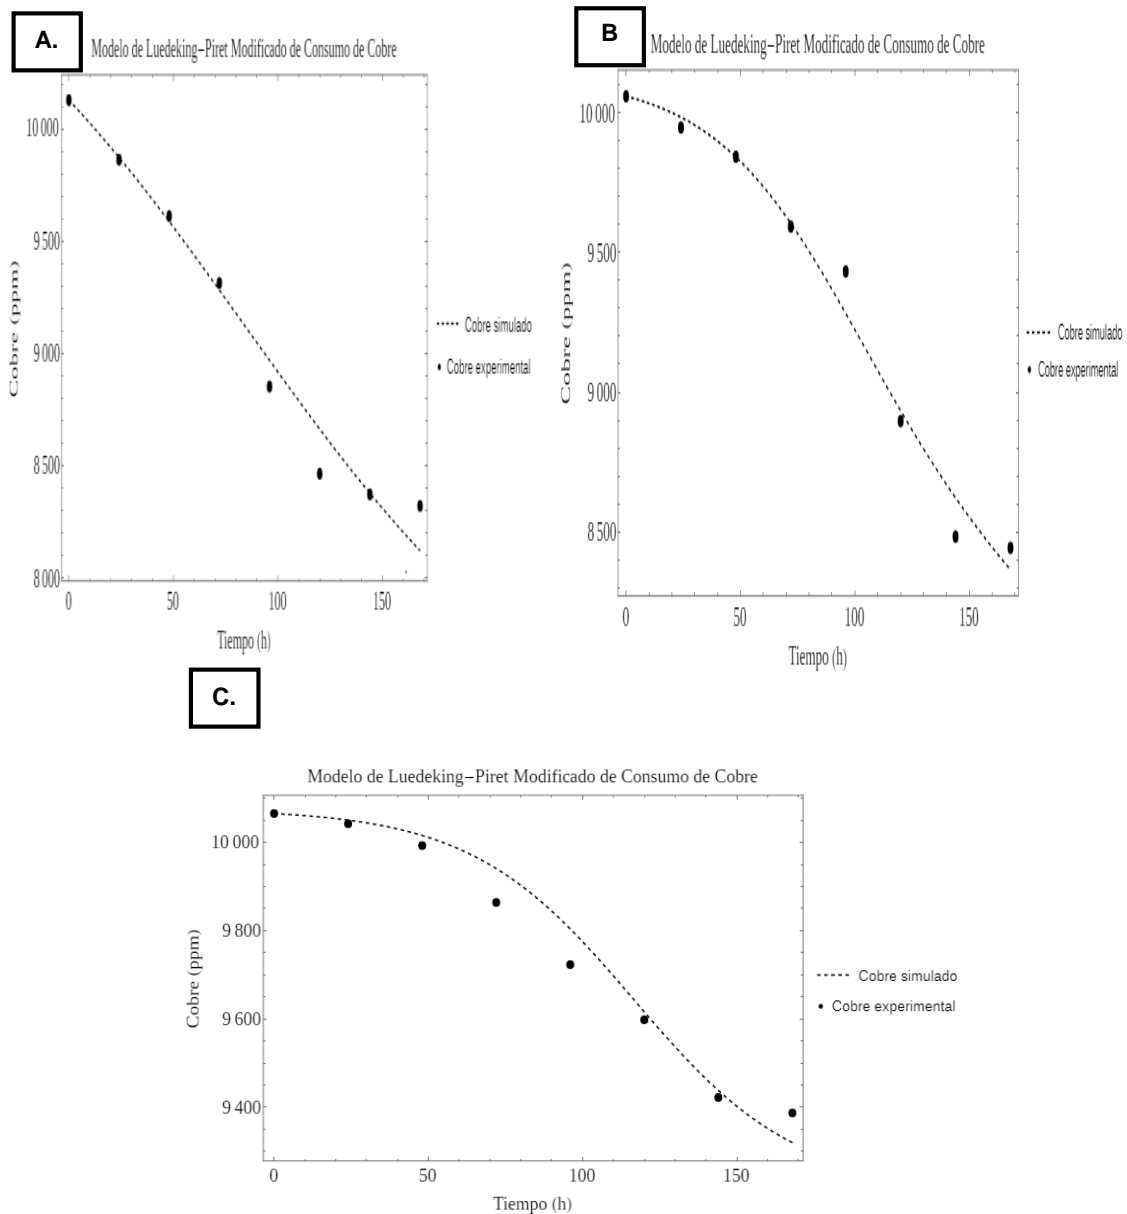 A.
Modelo de Luedeking–Piret Modificado de Consumo de Cobre
10 000
9 500
9 000
8 500
8 000
Cobre (ppm)
0 50 100 150
Tiempo (h)
Cobre simulado
Cobre experimental
B
Modelo de Luedeking–Piret Modificado de Consumo de Cobre
10 000
9 500
9 000
8 500
Cobre (ppm)
0 50 100 150
Tiempo (h)
Cobre simulado
Cobre experimental
C.
Modelo de Luedeking–Piret Modificado de Consumo de Cobre
10 000
9 800
9 600
9 400
Cobre (ppm)
0 50 100 150
Tiempo (h)
Cobre simulado
Cobre experimental